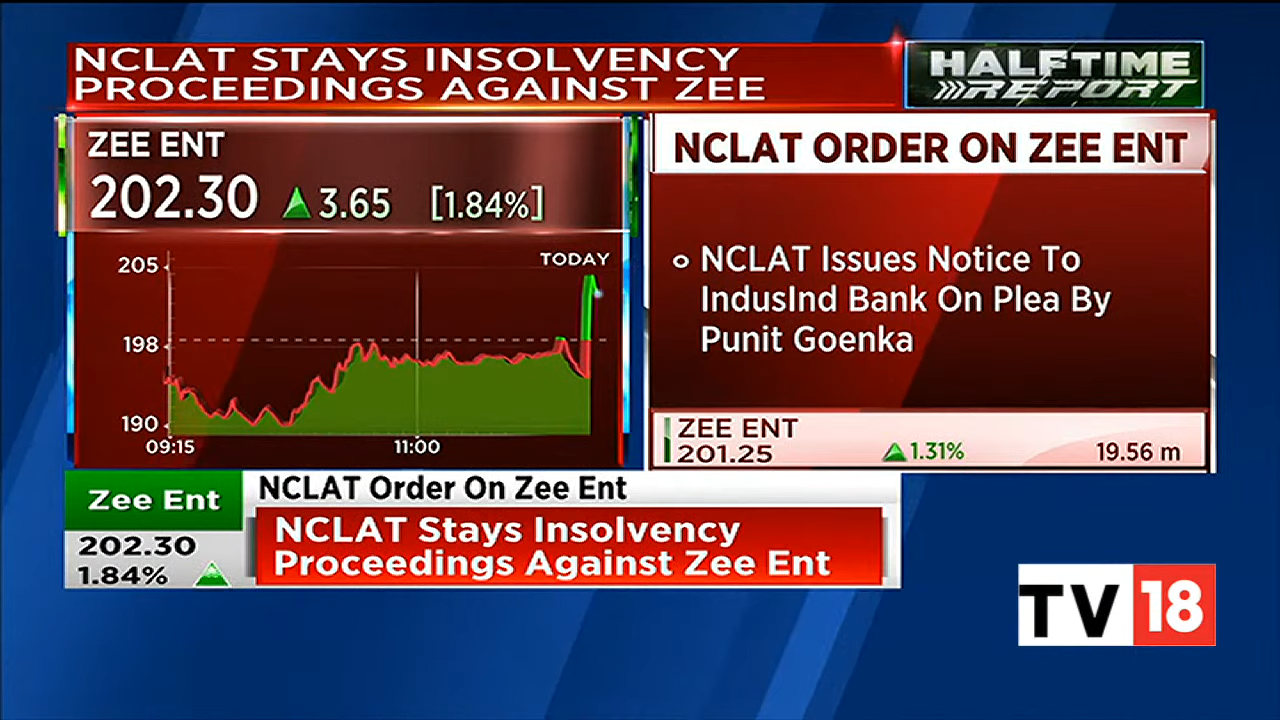 NCLAT STAYS INSOLVENCY
PROCEEDINGS AGAINST ZEE
HALFTIME
REPORT
ZEE ENT
202.30 ▲ 3.65 [1.84%]
TODAY
205
198
190
09:15 11:00
NCLAT ORDER ON ZEE ENT
NCLAT Issues Notice To
IndusInd Bank On Plea By
Punit Goenka
ZEE ENT
201.25 ▲ 1.31% 19.56 m
Zee Ent
202.30
1.84% ▲
NCLAT Order On Zee Ent
NCLAT Stays Insolvency
Proceedings Against Zee Ent
TV18